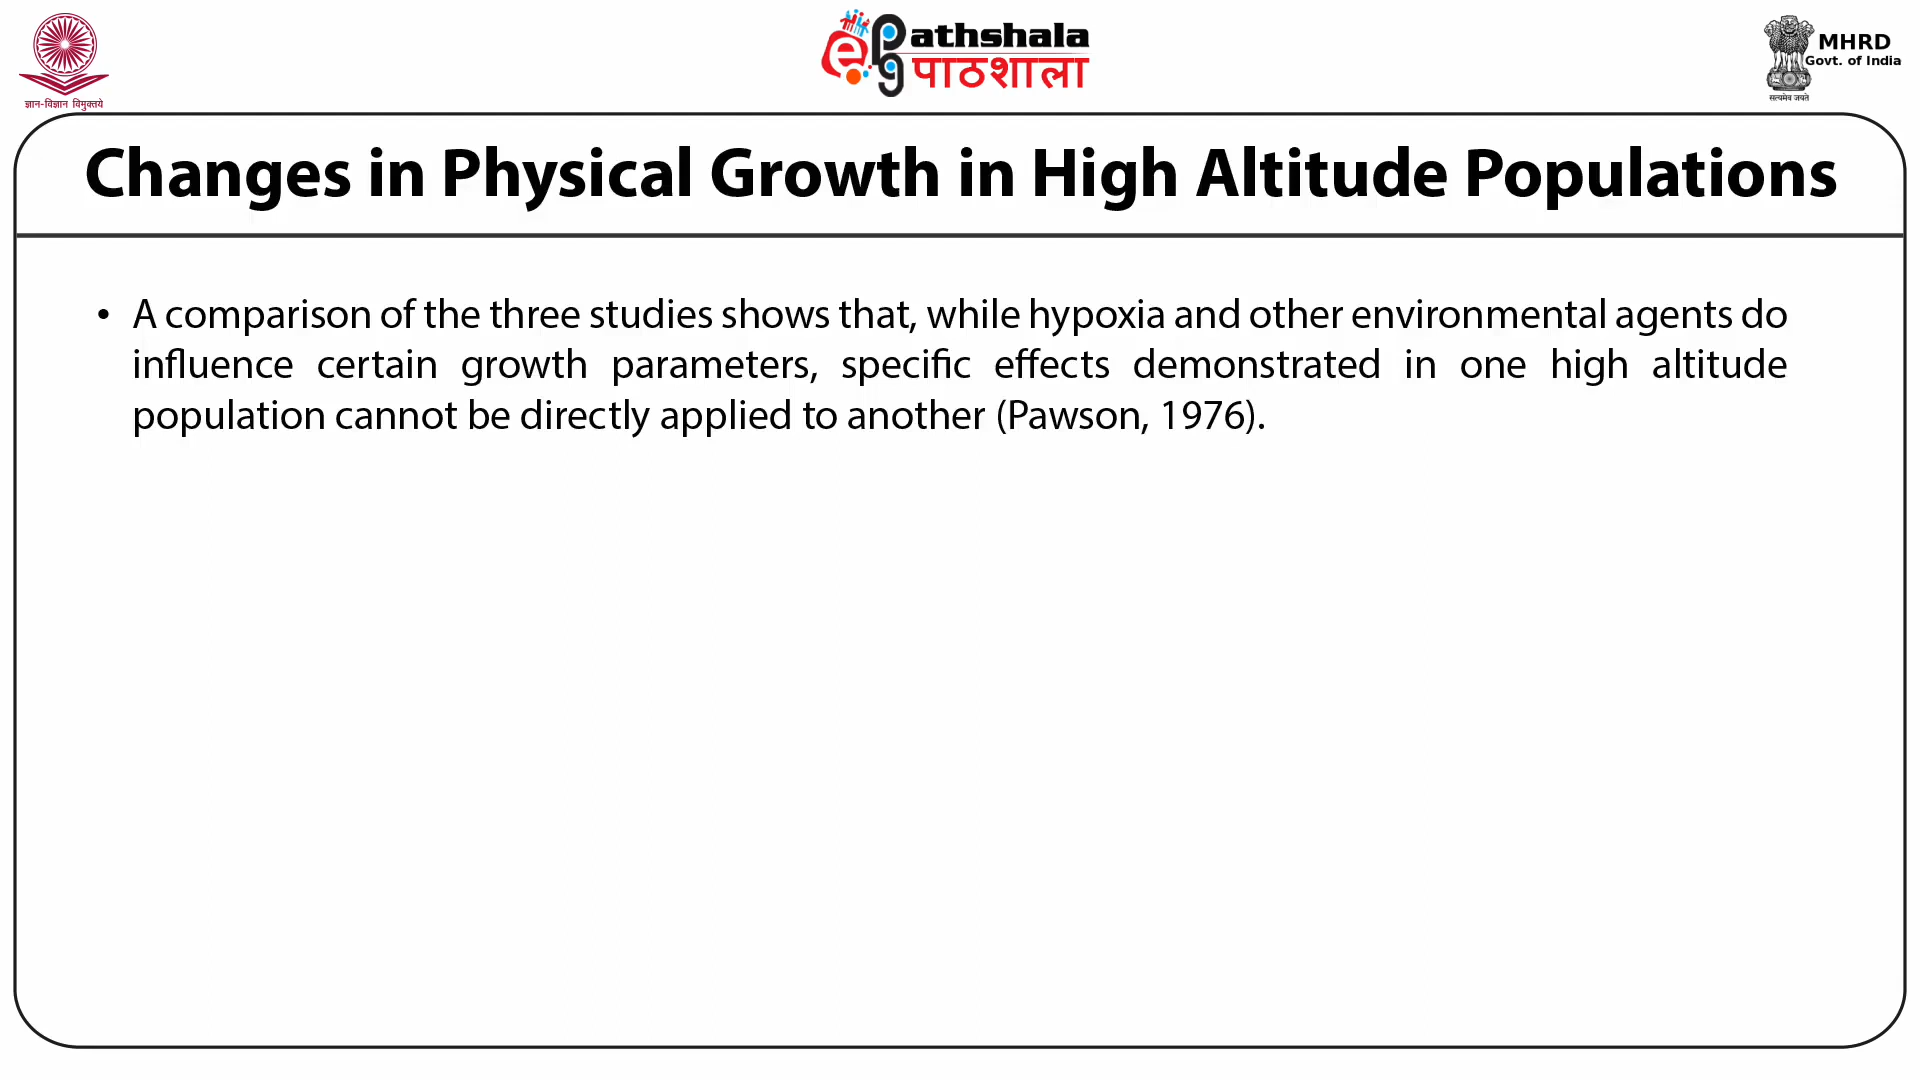 ज्ञान-विज्ञान विमुक्तये
ePG Pathshala
पाठशाला
MHRD
Govt. of India
सत्यमेव जयते
Changes in Physical Growth in High Altitude Populations
• A comparison of the three studies shows that, while hypoxia and other environmental agents do
influence certain growth parameters, specific effects demonstrated in one high altitude
population cannot be directly applied to another (Pawson, 1976).